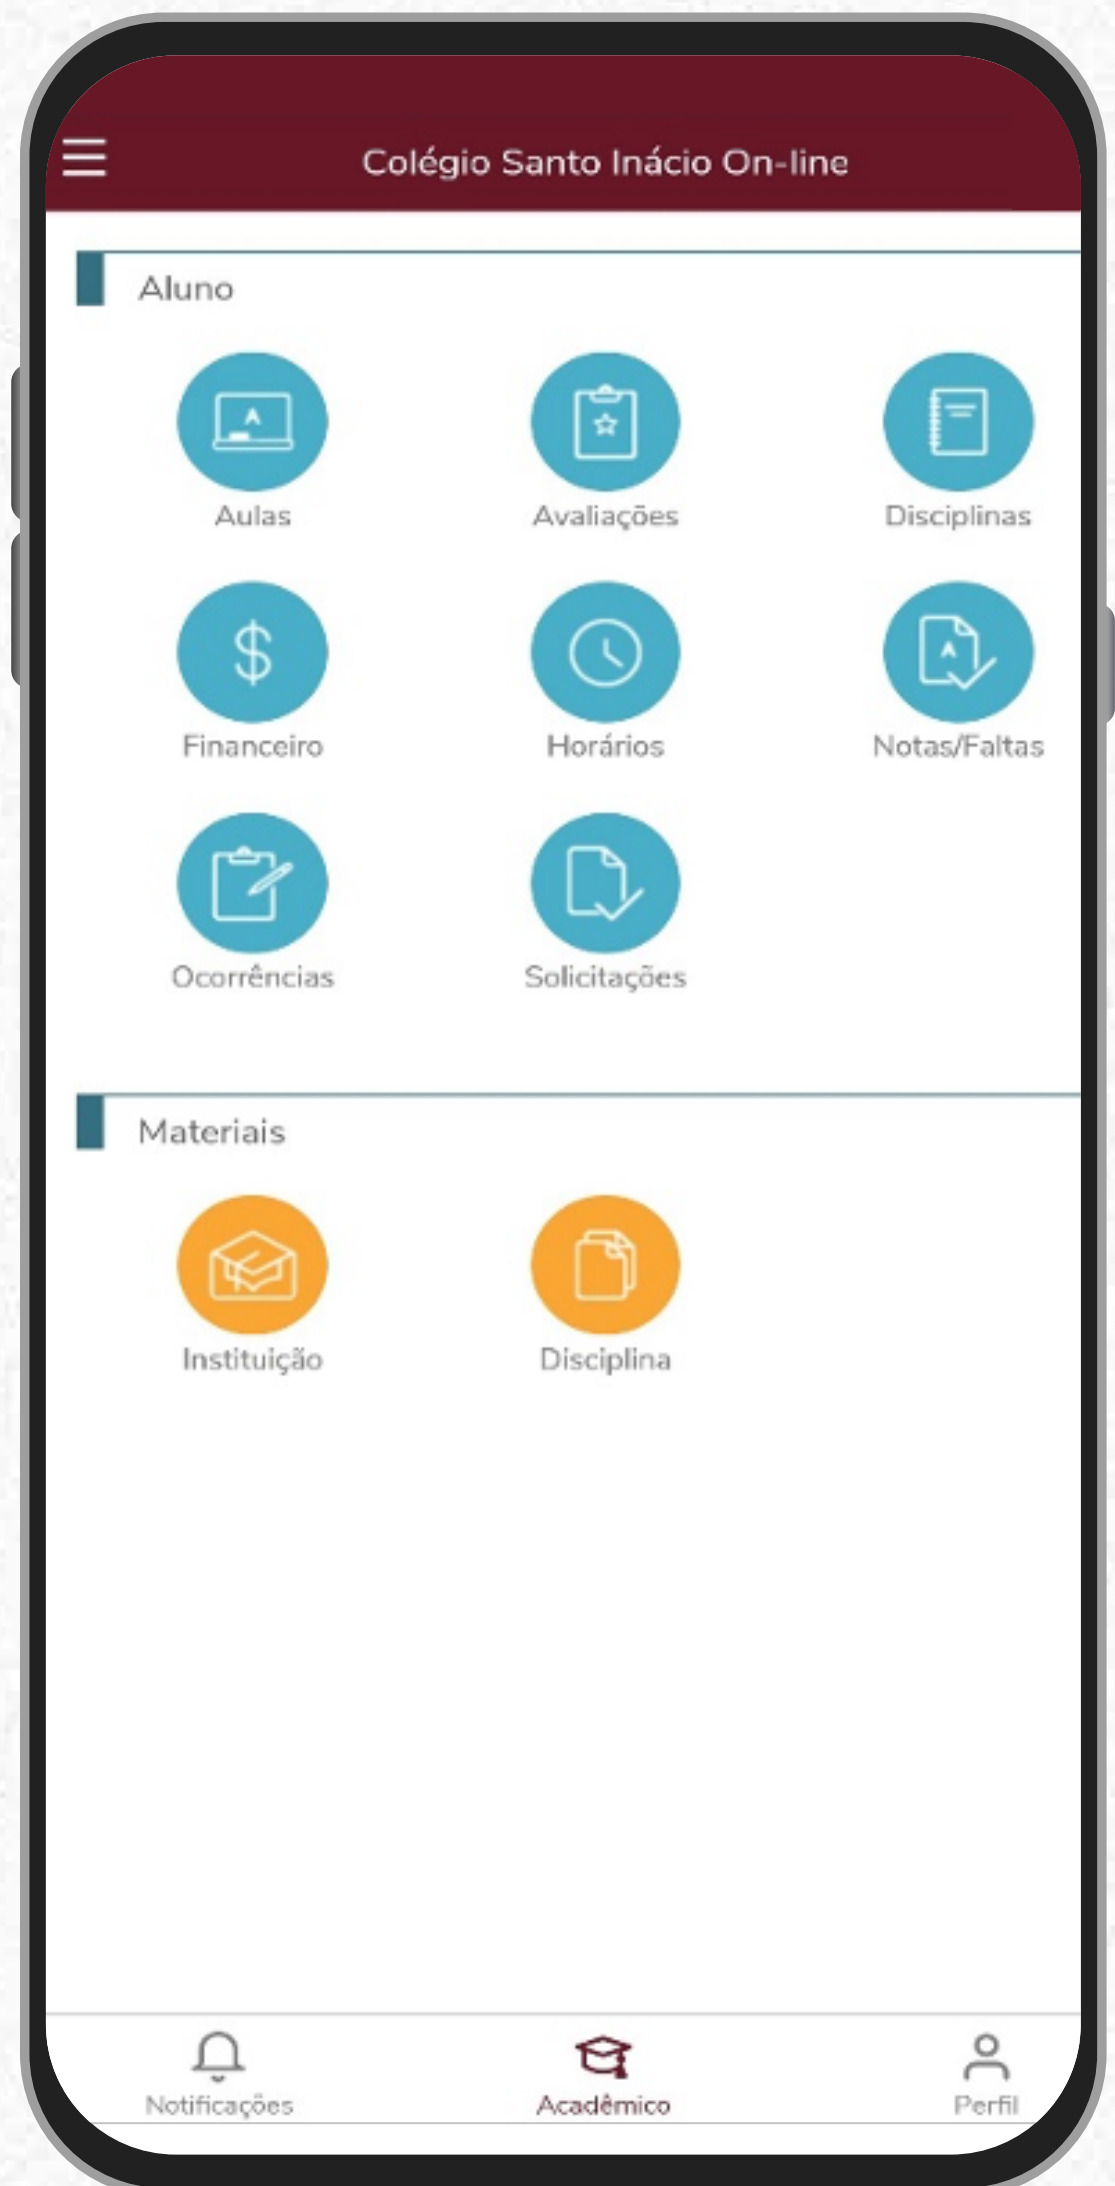 Colégio Santo Inácio On-line
Aluno
Aulas
Avaliações
Disciplinas
Financeiro
Horários
Notas/Faltas
Ocorrências
Solicitações
Materiais
Instituição
Disciplina
Notificações
Acadêmico
Perfil